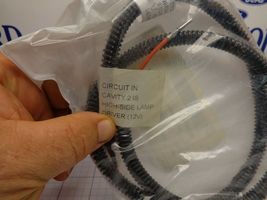 CIRCUIT IN
CAVITY 2 IS
HIGH SIDE LAMP
DRIVER (12V)